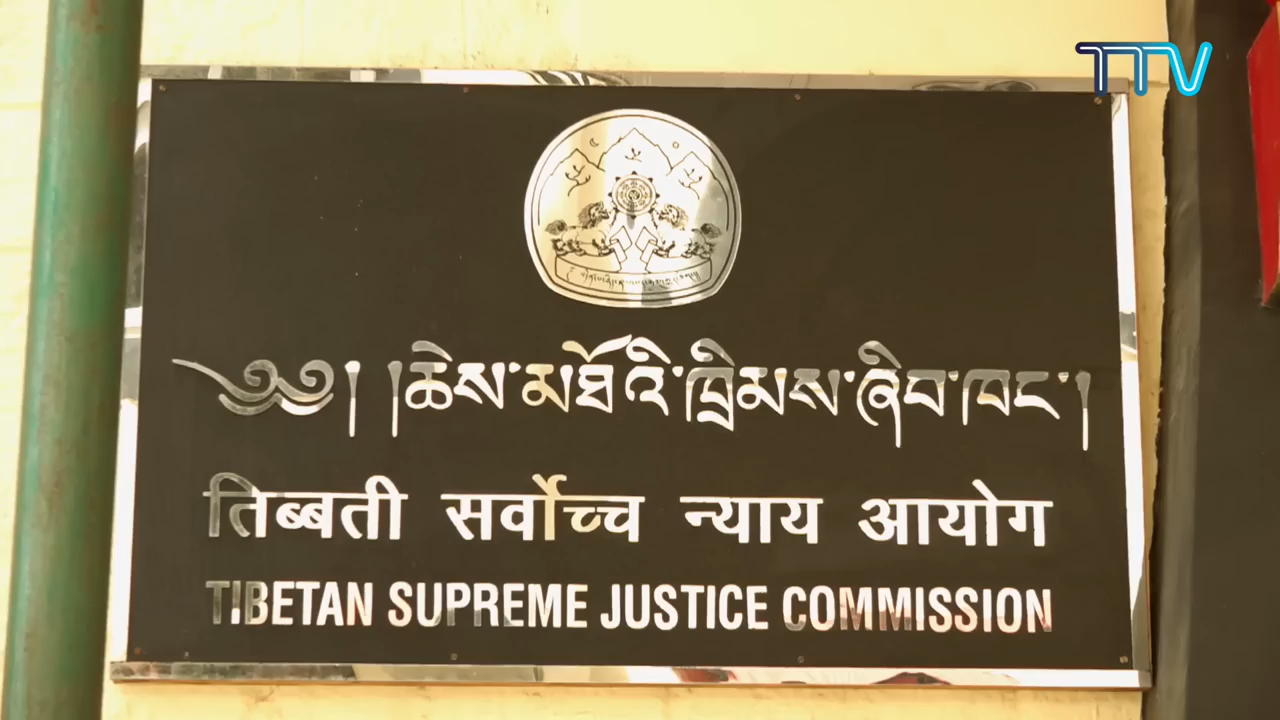 TTV
༄༅། །ཆེས་མཐོའི་ཁྲིམས་ཞིབ་ཁང་།
तिब्बती सर्वोच्च न्याय आयोग
TIBETAN SUPREME JUSTICE COMMISSION